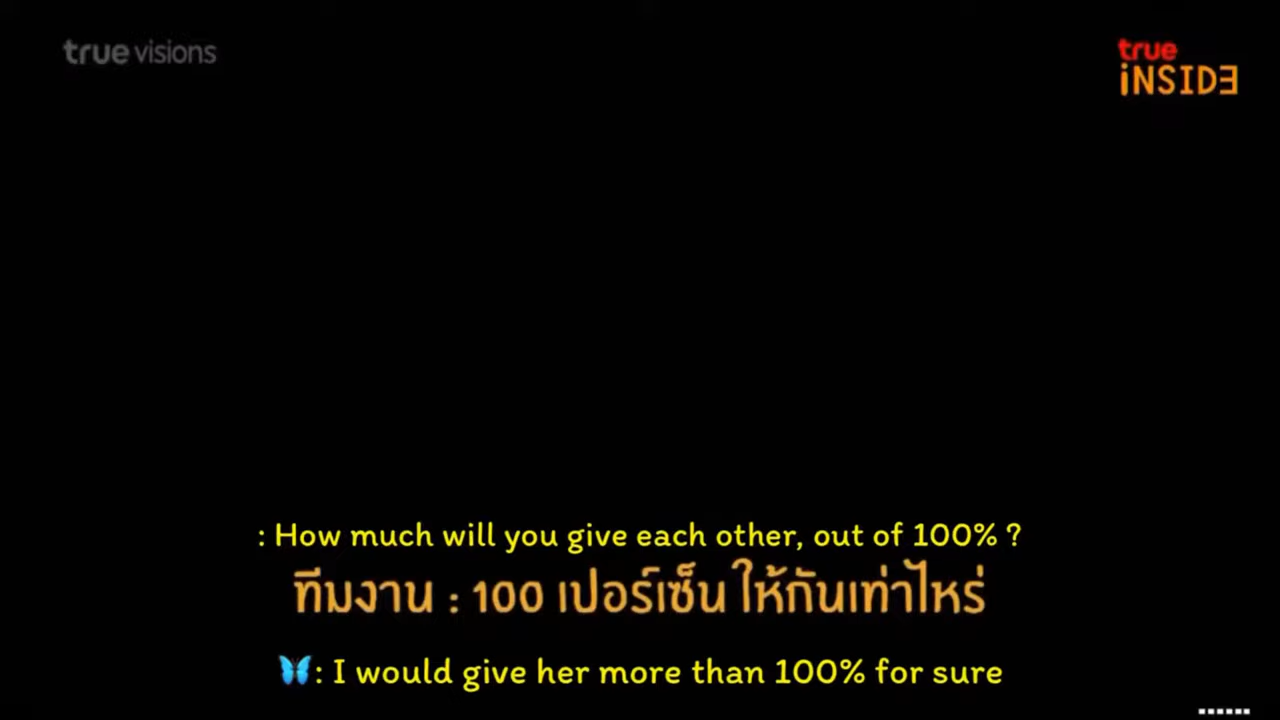 true visions
true
iNSIDE
: How much will you give each other, out of 100% ?
ทีมงาน : 100 เปอร์เซ็น ให้กันเท่าไหร่
🦋: I would give her more than 100% for sure